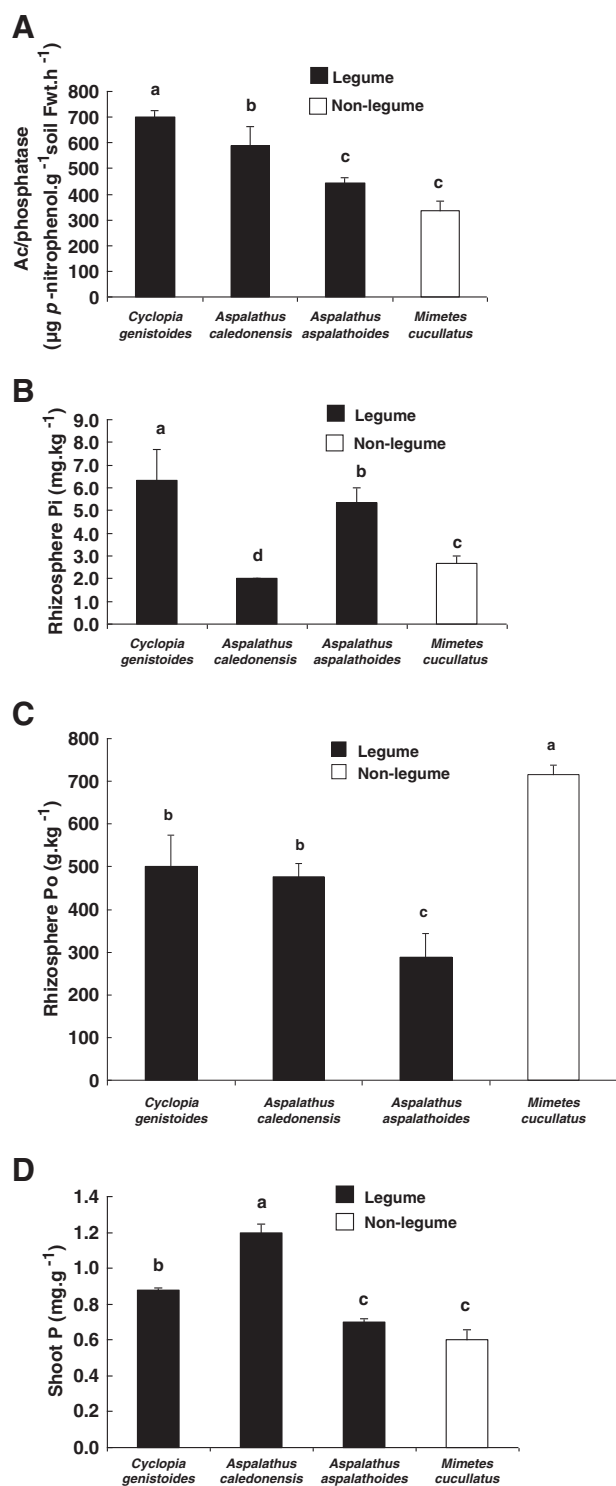 A
Ac/phosphatase
(µg p-nitrophenol.g⁻¹soil Fwt.h⁻¹)
800
700
600
500
400
300
200
100
0
Legume
Non-legume
a
b
c
c
Cyclopia
genistoides
Aspalathus
caledonensis
Aspalathus
aspalathoides
Mimetes
cucullatus
B
Rhizosphere Pi (mg.kg⁻¹)
9.0
8.0
7.0
6.0
5.0
4.0
3.0
2.0
1.0
0.0
Legume
Non-legume
a
d
b
c
Cyclopia
genistoides
Aspalathus
caledonensis
Aspalathus
aspalathoides
Mimetes
cucullatus
C
Rhizosphere Po (g.kg⁻¹)
800
700
600
500
400
300
200
100
0
Legume
Non-legume
b
b
c
a
Cyclopia
genistoides
Aspalathus
caledonensis
Aspalathus
aspalathoides
Mimetes
cucullatus
D
Shoot P (mg.g⁻¹)
1.4
1.2
1.0
0.8
0.6
0.4
0.2
0.0
Legume
Non-legume
b
a
c
c
Cyclopia
genistoides
Aspalathus
caledonensis
Aspalathus
aspalathoides
Mimetes
cucullatus